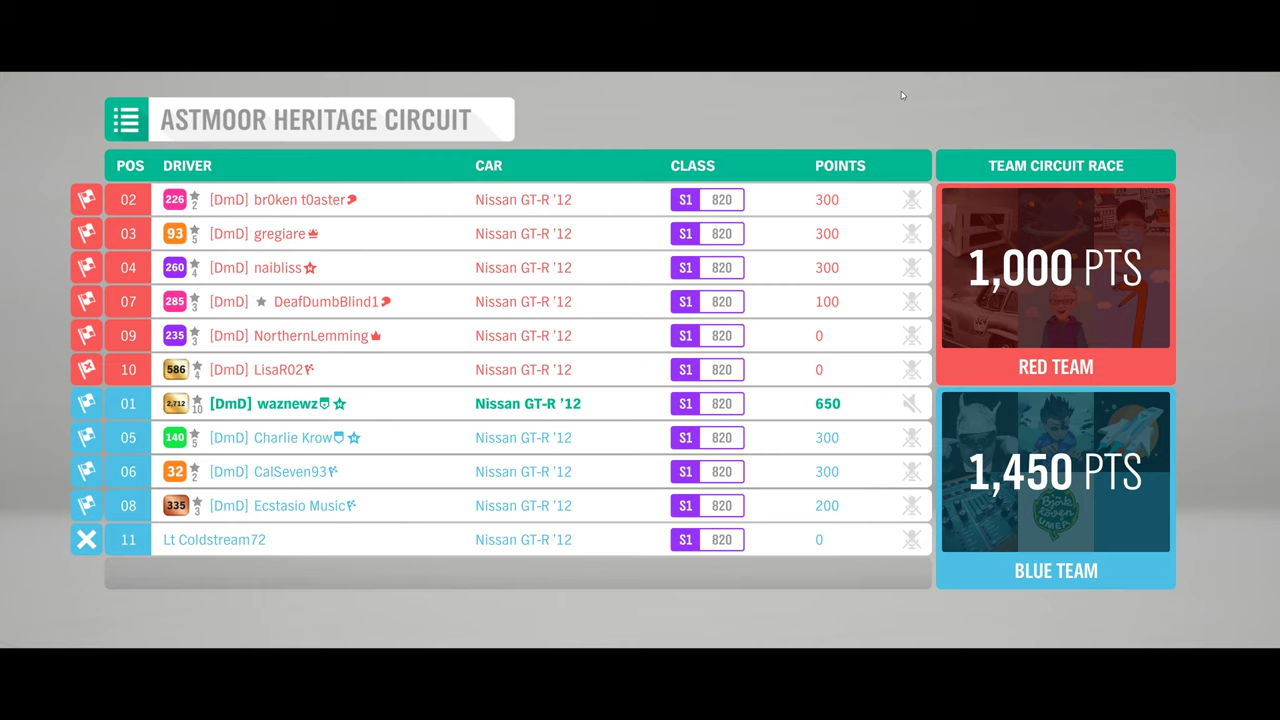 ASTMOOR HERITAGE CIRCUIT
POS DRIVER CAR CLASS POINTS
02 226 2 [DmD] br0ken t0aster Nissan GT-R '12 S1 820 300
03 93 5 [DmD] gregiare Nissan GT-R '12 S1 820 300
04 260 4 [DmD] naibliss Nissan GT-R '12 S1 820 300
07 285 3 [DmD] ★ DeafDumbBlind1 Nissan GT-R '12 S1 820 100
09 235 3 [DmD] NorthernLemming Nissan GT-R '12 S1 820 0
10 586 4 [DmD] LisaR02 Nissan GT-R '12 S1 820 0
01 2,712 10 [DmD] waznewz Nissan GT-R '12 S1 820 650
05 140 5 [DmD] Charlie Krow Nissan GT-R '12 S1 820 300
06 32 2 [DmD] CalSeven93 Nissan GT-R '12 S1 820 300
08 335 3 [DmD] Ecstasio Music Nissan GT-R '12 S1 820 200
11 Lt Coldstream72 Nissan GT-R '12 S1 820 0
TEAM CIRCUIT RACE
1,000 PTS
RED TEAM
1,450 PTS
Björk
lösen
UMEÅ
BLUE TEAM